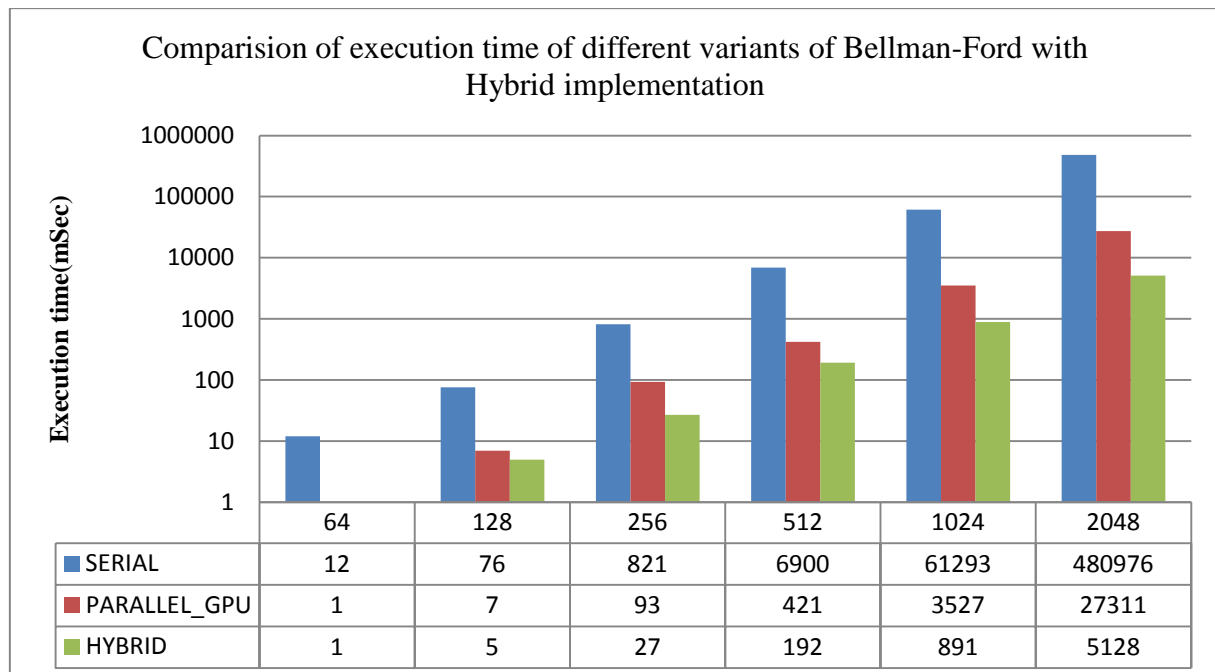 Comparision of execution time of different variants of Bellman-Ford with
Hybrid implementation
Execution time(mSec)
1000000
100000
10000
1000
100
10
1
64 128 256 512 1024 2048
SERIAL 12 76 821 6900 61293 480976
PARALLEL_GPU 1 7 93 421 3527 27311
HYBRID 1 5 27 192 891 5128